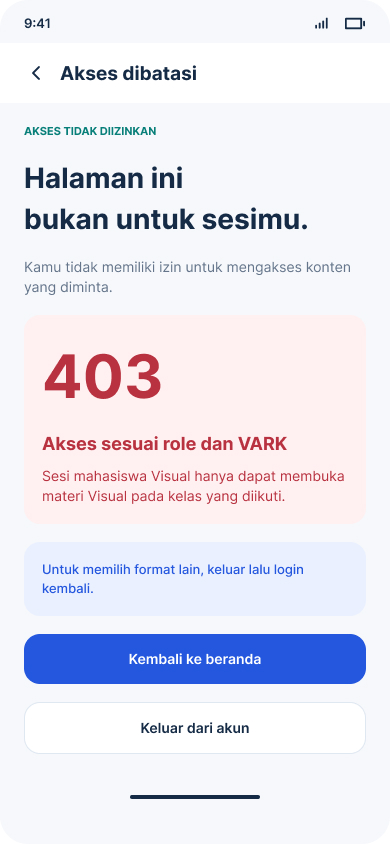 9:41
Akses dibatasi
AKSES TIDAK DIIZINKAN
Halaman ini
bukan untuk sesimu.
Kamu tidak memiliki izin untuk mengakses konten
yang diminta.
403
Akses sesuai role dan VARK
Sesi mahasiswa Visual hanya dapat membuka
materi Visual pada kelas yang diikuti.
Untuk memilih format lain, keluar lalu login
kembali.
Kembali ke beranda
Keluar dari akun